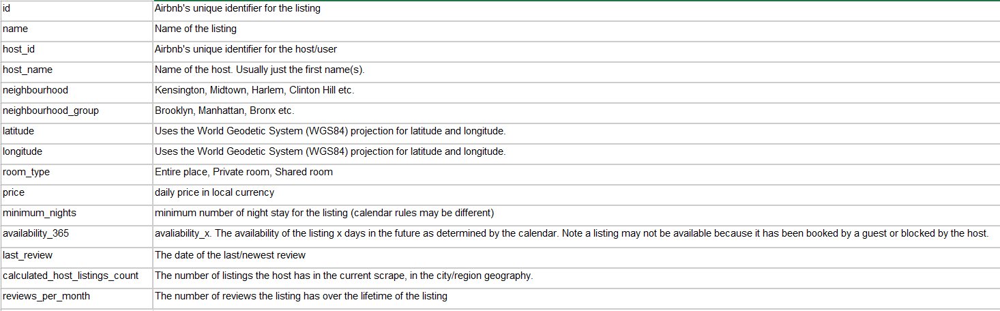 id Airbnb's unique identifier for the listing
name Name of the listing
host_id Airbnb's unique identifier for the host/user
host_name Name of the host. Usually just the first name(s).
neighbourhood Kensington, Midtown, Harlem, Clinton Hill etc.
neighbourhood_group Brooklyn, Manhattan, Bronx etc.
latitude Uses the World Geodetic System (WGS84) projection for latitude and longitude.
longitude Uses the World Geodetic System (WGS84) projection for latitude and longitude.
room_type Entire place, Private room, Shared room
price daily price in local currency
minimum_nights minimum number of night stay for the listing (calendar rules may be different)
availability_365 avaliability_x. The availability of the listing x days in the future as determined by the calendar. Note a listing may not be available because it has been booked by a guest or blocked by the host.
last_review The date of the last/newest review
calculated_host_listings_count The number of listings the host has in the current scrape, in the city/region geography.
reviews_per_month The number of reviews the listing has over the lifetime of the listing